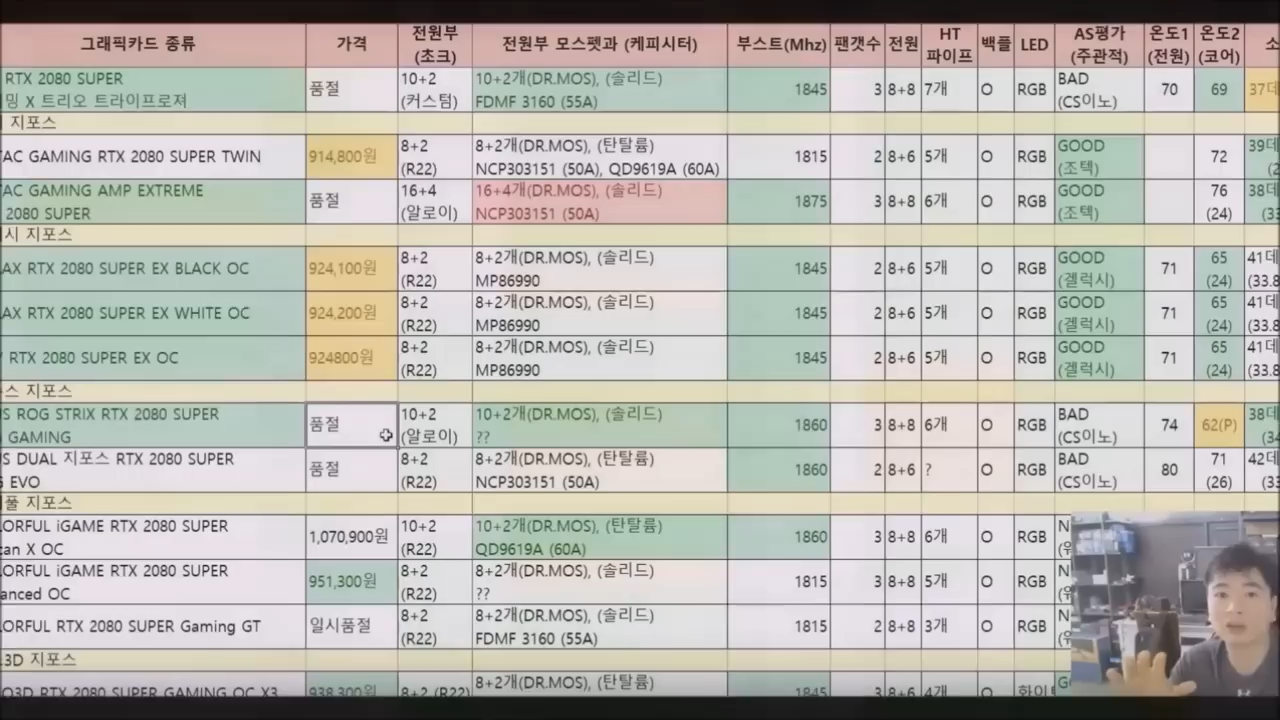 그래픽카드 종류 가격 전원부 (초크) 전원부 모스펫과 (케피시터) 부스트(Mhz) 팬갯수 전원 HT 파이프 백플 LED AS평가 (주관적) 온도1 (전원) 온도2 (코어) 소
RTX 2080 SUPER 품절 10+2 10+2개(DR.MOS), (솔리드) 1845 3 8+8 7개 O RGB BAD 70 69 37데
밍 X 트리오 트라이프로져 (커스텀) FDMF 3160 (55A) (CS이노)
지포스
TAC GAMING RTX 2080 SUPER TWIN 914,800원 8+2 8+2개(DR.MOS), (탄탈륨) 1815 2 8+6 5개 O RGB GOOD 72 39데
(R22) NCP303151 (50A), QD9619A (60A) (조텍)
TAC GAMING AMP EXTREME 품절 16+4 16+4개(DR.MOS), (솔리드) 1875 3 8+8 6개 O RGB GOOD 76 38데
2080 SUPER (알로이) NCP303151 (50A) (조텍) (24) (33
시 지포스
AX RTX 2080 SUPER EX BLACK OC 924,100원 8+2 8+2개(DR.MOS), (솔리드) 1845 2 8+6 5개 O RGB GOOD 71 65 41데
(R22) MP86990 (겔럭시) (24) (33.8
AX RTX 2080 SUPER EX WHITE OC 924,200원 8+2 8+2개(DR.MOS), (솔리드) 1845 2 8+6 5개 O RGB GOOD 71 65 41데
(R22) MP86990 (겔럭시) (24) (33.8
RTX 2080 SUPER EX OC 924800원 8+2 8+2개(DR.MOS), (솔리드) 1845 2 8+6 5개 O RGB GOOD 71 65 41데
(R22) MP86990 (겔럭시) (24) (33.8
스 지포스
US ROG STRIX RTX 2080 SUPER 품절 10+2 10+2개(DR.MOS), (솔리드) 1860 3 8+8 6개 O RGB BAD 74 62(P) 38데
GAMING (알로이) ?? (CS이노) (34
US DUAL 지포스 RTX 2080 SUPER 품절 8+2 8+2개(DR.MOS), (탄탈륨) 1860 2 8+6 ? O RGB BAD 80 71 42데
EVO (R22) NCP303151 (50A) (CS이노) (26) (33
풀 지포스
ORFUL iGAME RTX 2080 SUPER 1,070,900원 10+2 10+2개(DR.MOS), (탄탈륨) 1860 3 8+8 6개 O RGB N
can X OC (R22) QD9619A (60A)
ORFUL iGAME RTX 2080 SUPER 951,300원 8+2 8+2개(DR.MOS), (솔리드) 1815 3 8+8 5개 O RGB N
anced OC (R22) ??
ORFUL RTX 2080 SUPER Gaming GT 일시품절 8+2 8+2개(DR.MOS), (솔리드) 1815 2 8+8 3개 O RGB N
(R22) FDMF 3160 (55A)
3D 지포스
O3D RTX 2080 SUPER GAMING OC X3 938,300원 8+2 (R22) 8+2개(DR.MOS), (탄탈륨) 1845 3 8+6 4개 O 화이트